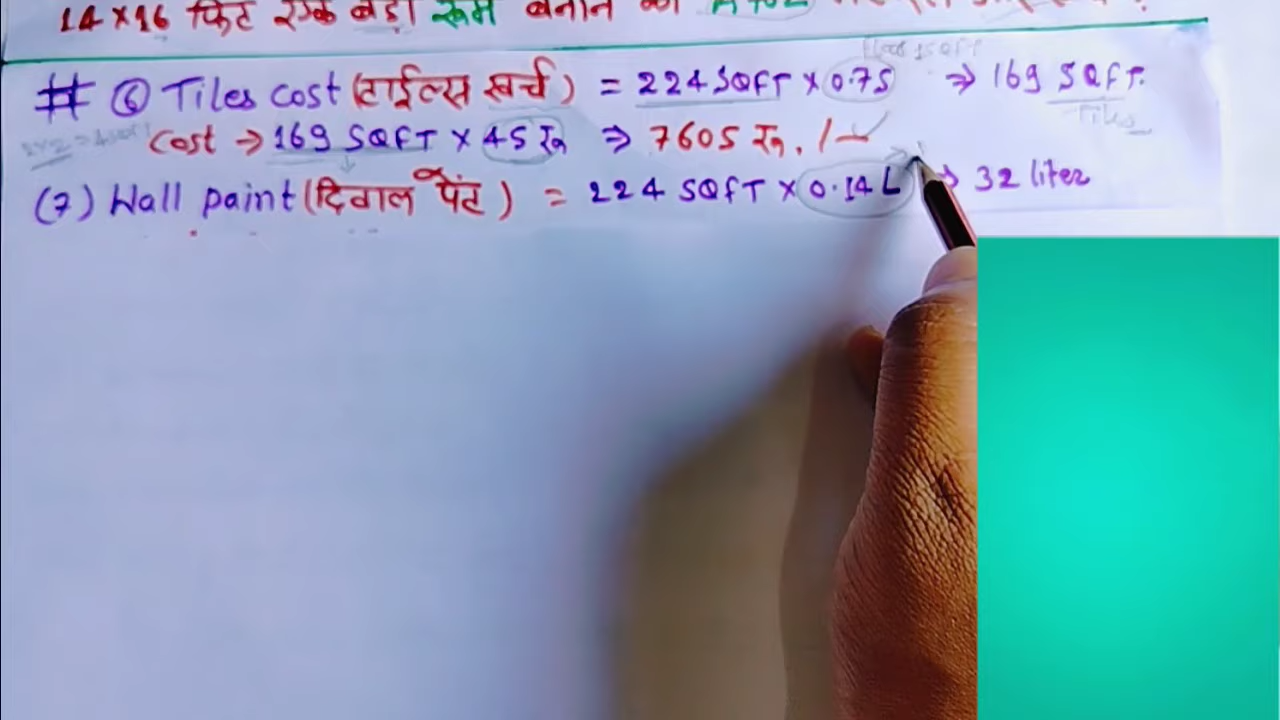 14×16 फिट एक बड़ा रूम बनाने का
# ⑥ Tiles cost (टाईल्स खर्च) = 224 SQFT × 0.75 ⇒ 169 SQFT.
Tiles
Cost → 169 SQFT × 45 रू ⇒ 7605 रू. /-
(7) Wall paint (दिवाल पेंट) = 224 SQFT × 0.14 L ⇒ 32 liter